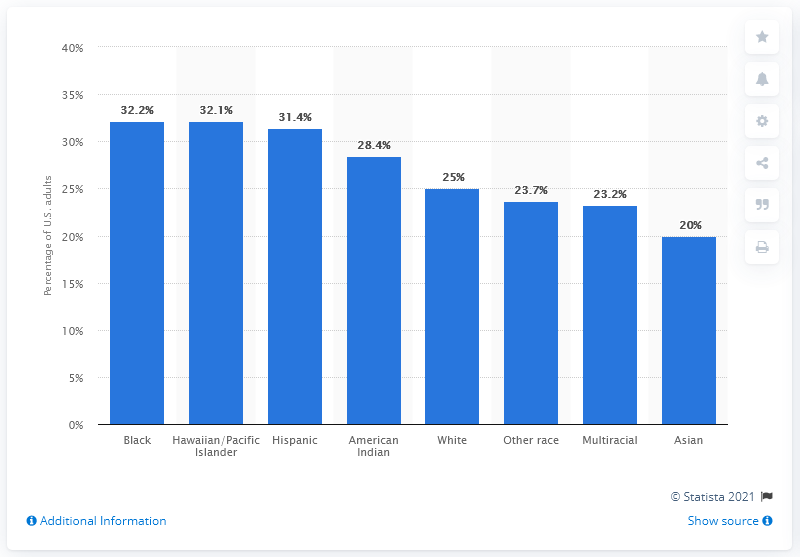 40%
35%
30%
25%
20%
15%
10%
5%
0%
Percentage of U.S. adults
32.2%
32.1%
31.4%
28.4%
25%
23.7%
23.2%
20%
Black
Hawaiian/Pacific
Islander
Hispanic
American
Indian
White
Other race
Multiracial
Asian
© Statista 2021
Additional Information
Show source